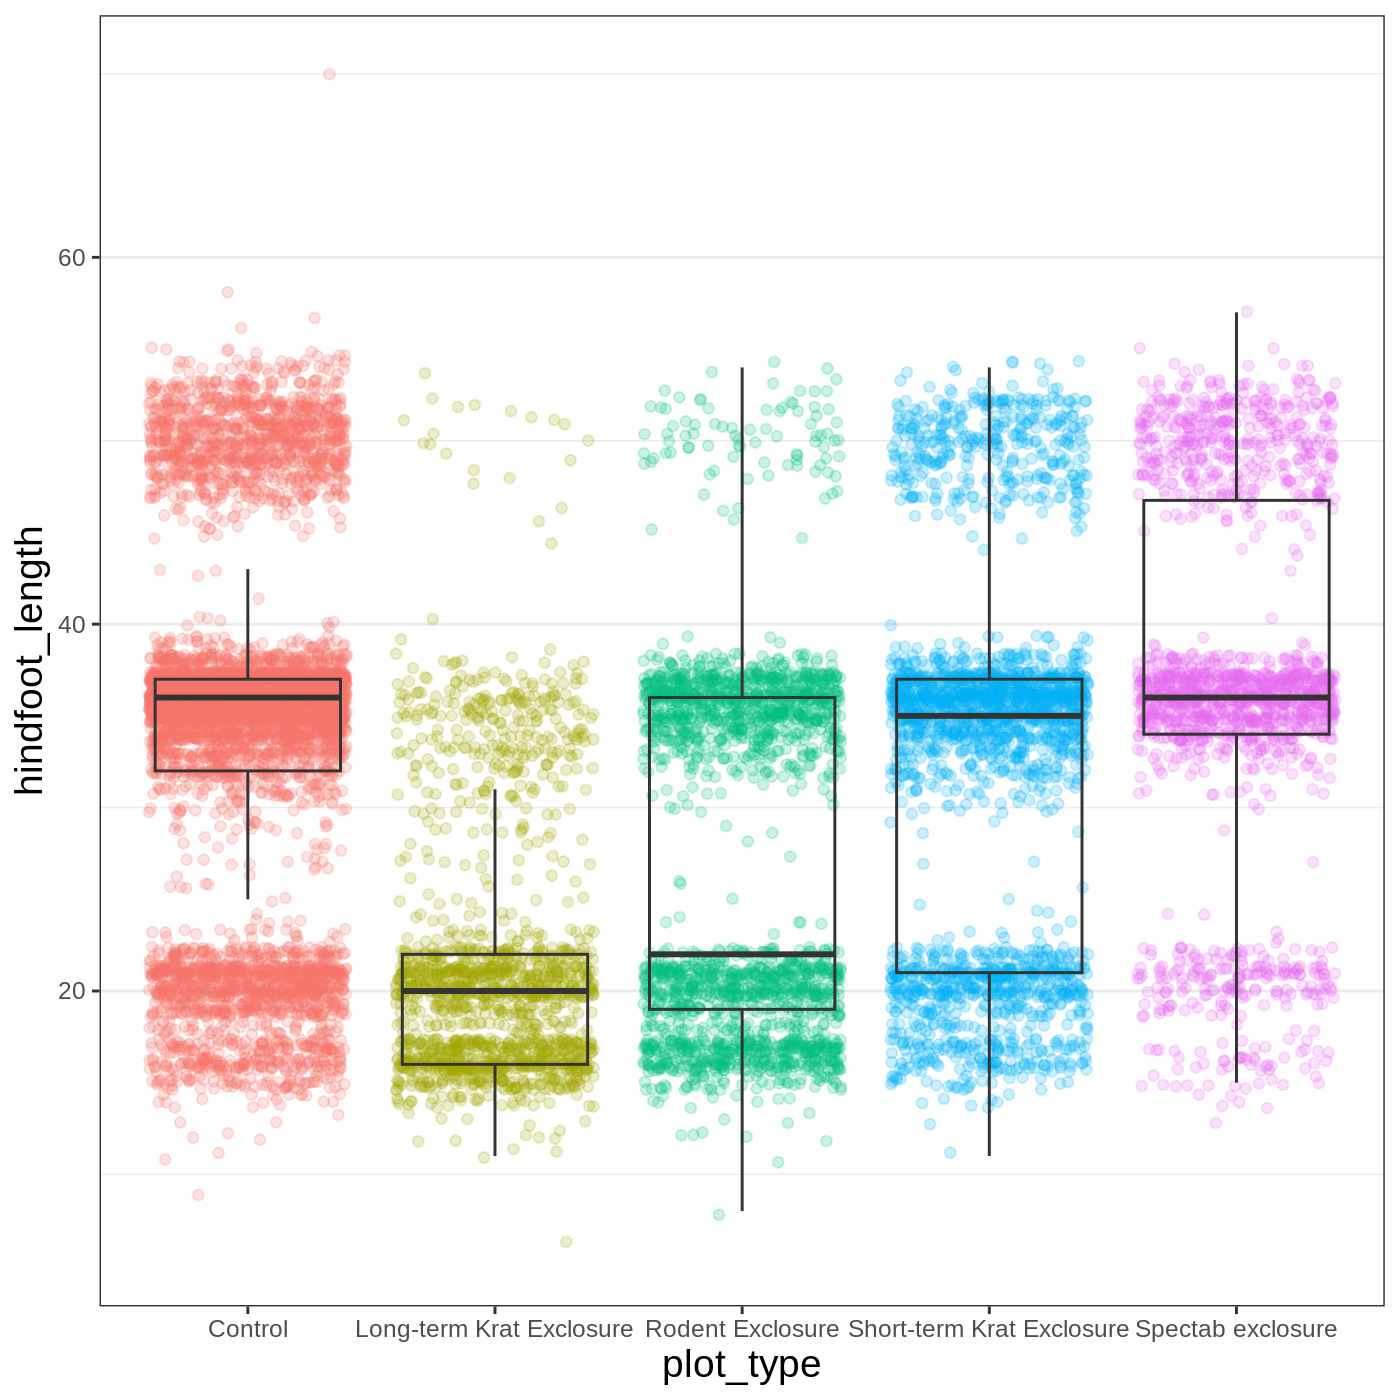 hindfoot_length
60
40
20
Control
Long-term Krat Exclosure
Rodent Exclosure
Short-term Krat Exclosure
Spectab exclosure
plot_type